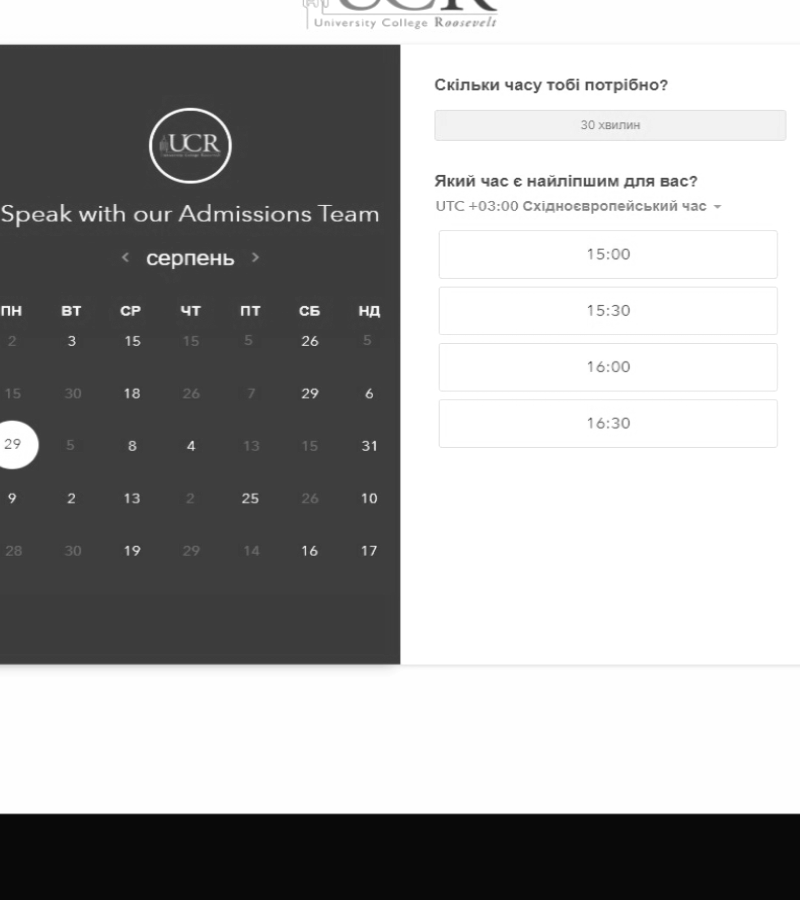 UCR
University College Roosevelt
UCR
Speak with our Admissions Team
< серпень >
ПН ВТ СР ЧТ ПТ СБ НД
2 3 15 15 5 26 5
15 30 18 26 7 29 6
29 5 8 4 13 15 31
9 2 13 2 25 26 10
28 30 19 29 14 16 17
Скільки часу тобі потрібно?
30 хвилин
Який час є найліпшим для вас?
UTC +03:00 Східноєвропейський час
15:00
15:30
16:00
16:30